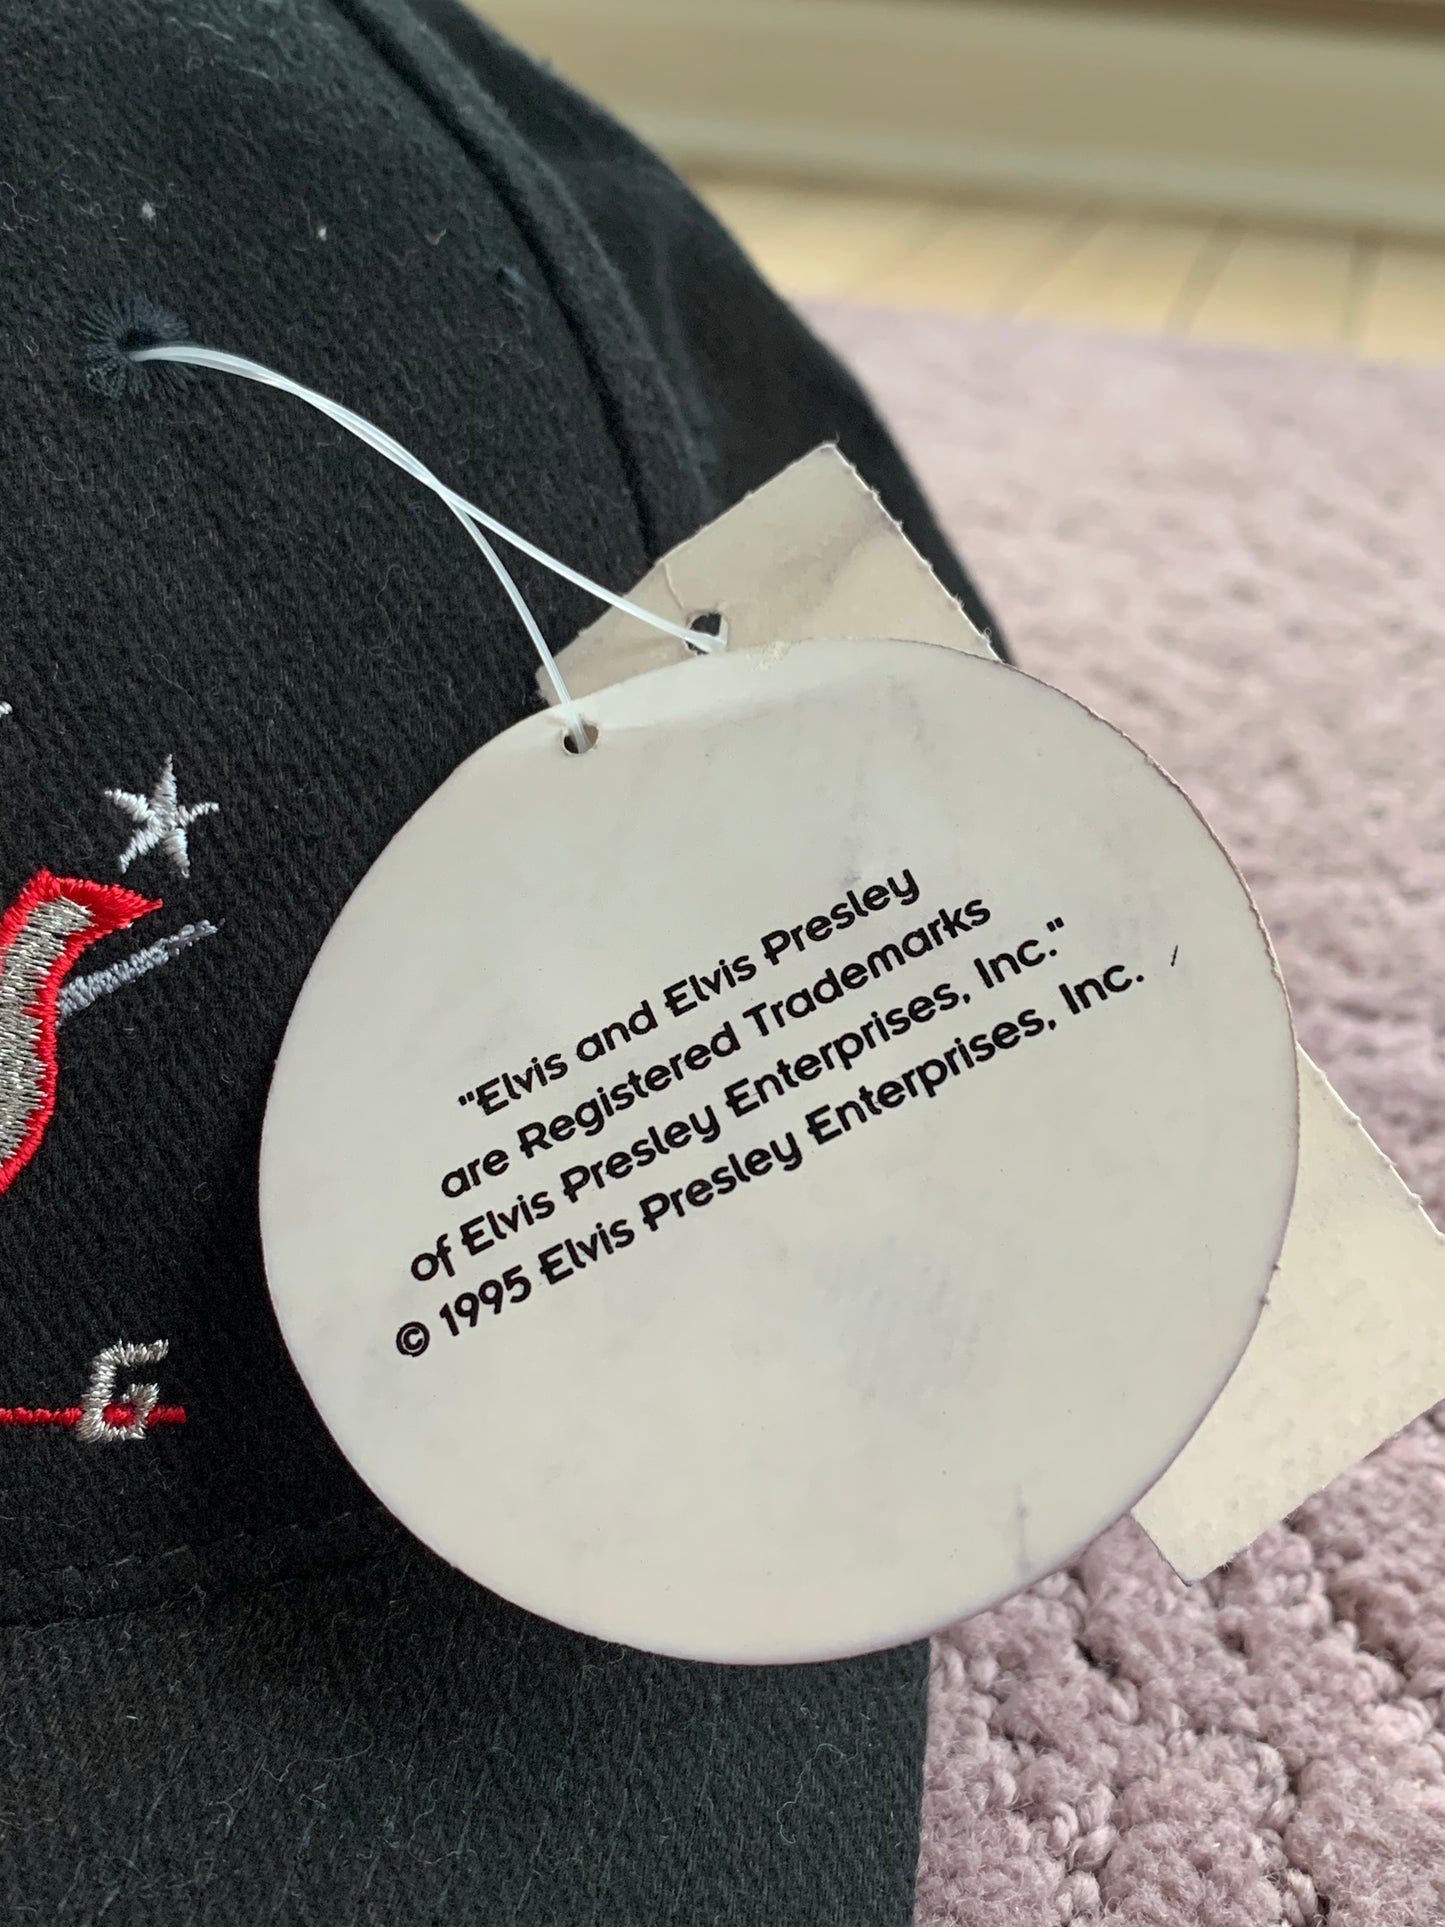 "Elvis and Elvis Presley
are Registered Trademarks
of Elvis Presley Enterprises, Inc."
© 1995 Elvis Presley Enterprises, Inc.
G